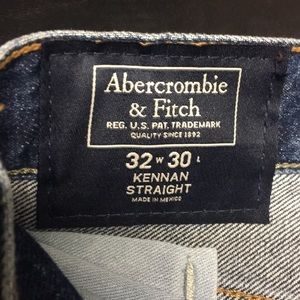 Abercrombie
& Fitch
REG. U.S. PAT. TRADEMARK
QUALITY SINCE 1892
32 W 30 L
KENNAN
STRAIGHT
MADE IN MEXICO